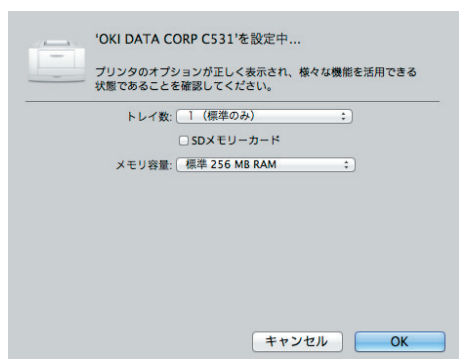 'OKI DATA CORP C531'を設定中...
プリンタのオプションが正しく表示され、様々な機能を活用できる
状態であることを確認してください。
トレイ数: 1 (標準のみ)
SDメモリーカード
メモリ容量: 標準 256 MB RAM
キャンセル OK